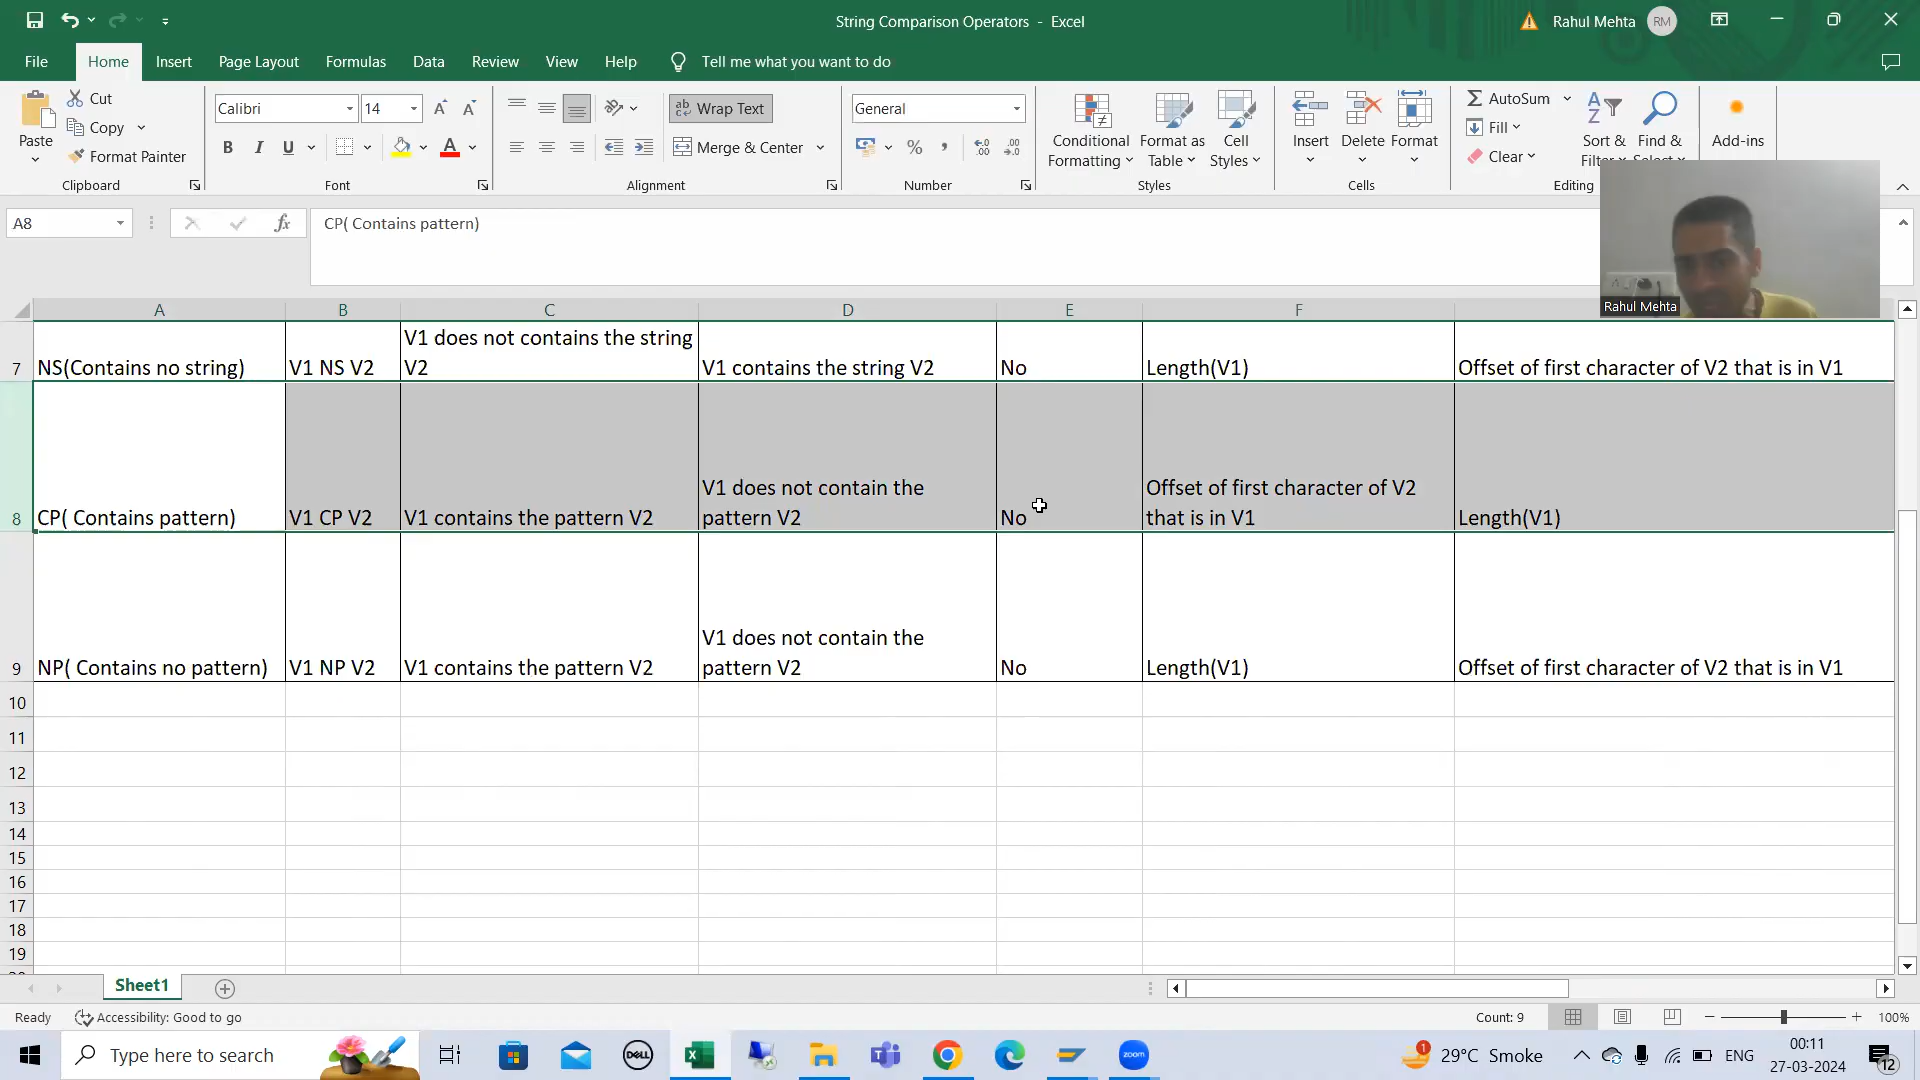 String Comparison Operators - Excel
Rahul Mehta RM
File Home Insert Page Layout Formulas Data Review View Help Tell me what you want to do
Paste
Cut
Copy
Format Painter
Clipboard
Calibri 14
B I U
Font
Wrap Text
Merge & Center
Alignment
General
Number
Conditional
Formatting
Format as
Table
Cell
Styles
Styles
Insert Delete Format
Cells
AutoSum
Fill
Clear
Sort &
Filter
Find &
Select
Editing
Add-ins
A8 fx CP( Contains pattern)
Rahul Mehta
A B C D E F
7 NS(Contains no string) V1 NS V2 V1 does not contains the string
V2 V1 contains the string V2 No Length(V1) Offset of first character of V2 that is in V1
8 CP( Contains pattern) V1 CP V2 V1 contains the pattern V2 V1 does not contain the
pattern V2 No Offset of first character of V2
that is in V1 Length(V1)
9 NP( Contains no pattern) V1 NP V2 V1 contains the pattern V2 V1 does not contain the
pattern V2 No Length(V1) Offset of first character of V2 that is in V1
10
11
12
13
14
15
16
17
18
19
Sheet1
Ready Accessibility: Good to go Count: 9 100%
Type here to search DELL zoom 1 29°C Smoke ENG 00:11
27-03-2024 12